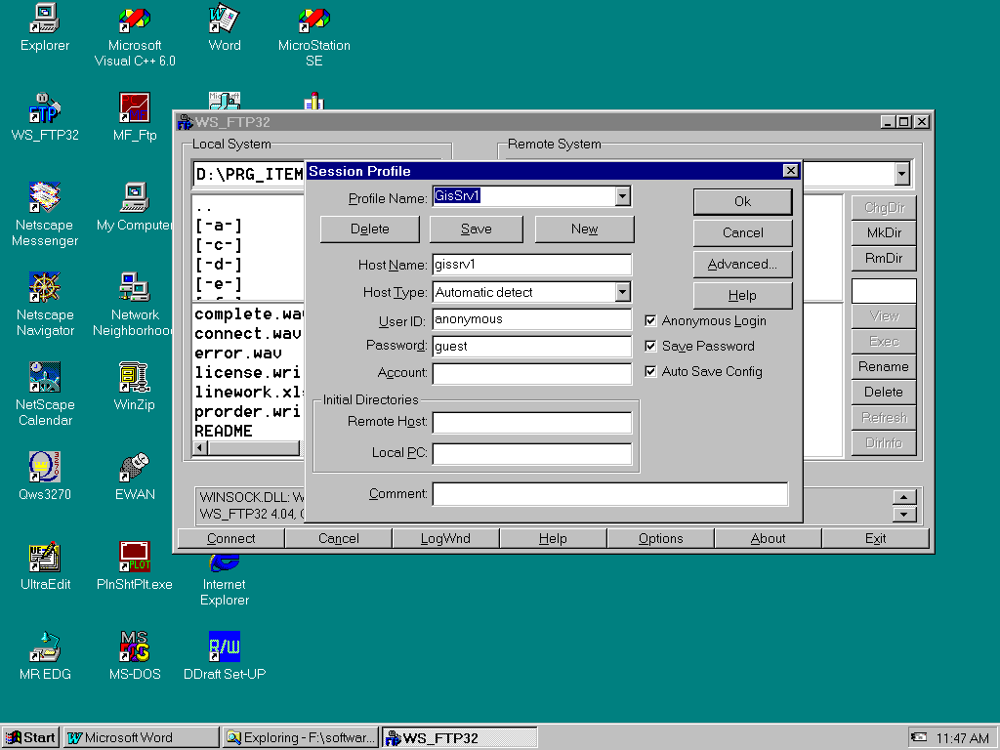 Explorer
Microsoft
Visual C++ 6.0
Word
MicroStation
SE
WS_FTP32
MF_Ftp
Netscape
Messenger
My Computer
Netscape
Navigator
Network
Neighborhood
NetScape
Calendar
WinZip
Qws3270
EWAN
UltraEdit
PlnShtPlt.exe
Internet
Explorer
MR EDG
MS-DOS
DDraft Set-UP
WS_FTP32
Local System
Remote System
D:\PRG_ITEM
..
[-a-]
[-c-]
[-d-]
[-e-]
complete.wav
connect.wav
error.wav
license.wri
linework.xls
prorder.wri
README
ChgDir
MkDir
RmDir
View
Exec
Rename
Delete
Refresh
DirInfo
Session Profile
Profile Name: GisSrv1
Delete
Save
New
Ok
Cancel
Advanced...
Help
Host Name: gissrv1
Host Type: Automatic detect
User ID: anonymous
Anonymous Login
Password: guest
Save Password
Account:
Auto Save Config
Initial Directories
Remote Host:
Local PC:
Comment:
WINSOCK.DLL: W
WS_FTP32 4.04,
Connect
Cancel
LogWnd
Help
Options
About
Exit
Start
Microsoft Word
Exploring - F:\softwar...
WS_FTP32
11:47 AM